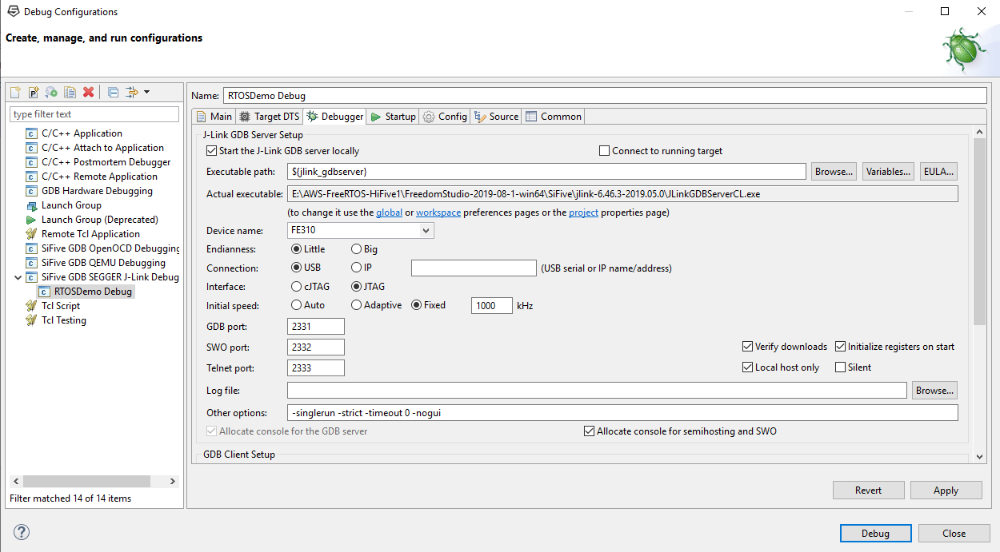 Debug Configurations
Create, manage, and run configurations
type filter text
C/C++ Application
C/C++ Attach to Application
C/C++ Postmortem Debugger
C/C++ Remote Application
GDB Hardware Debugging
Launch Group
Launch Group (Deprecated)
Remote Tcl Application
SiFive GDB OpenOCD Debugging
SiFive GDB QEMU Debugging
SiFive GDB SEGGER J-Link Debug
RTOSDemo Debug
Tcl Script
Tcl Testing
Filter matched 14 of 14 items
Name: RTOSDemo Debug
Main Target DTS Debugger Startup Config Source Common
J-Link GDB Server Setup
Start the J-Link GDB server locally Connect to running target
Executable path: ${jlink_gdbserver} Browse... Variables... EULA...
Actual executable: E:\AWS-FreeRTOS-HiFive1\FreedomStudio-2019-08-1-win64\SiFive\jlink-6.46.3-2019.05.0\JLinkGDBServerCL.exe
(to change it use the global or workspace preferences pages or the project properties page)
Device name: FE310
Endianness: Little Big
Connection: USB IP (USB serial or IP name/address)
Interface: cJTAG JTAG
Initial speed: Auto Adaptive Fixed 1000 kHz
GDB port: 2331
SWO port: 2332 Verify downloads Initialize registers on start
Telnet port: 2333 Local host only Silent
Log file: Browse...
Other options: -singlerun -strict -timeout 0 -nogui
Allocate console for the GDB server Allocate console for semihosting and SWO
GDB Client Setup
Revert Apply
? Debug Close